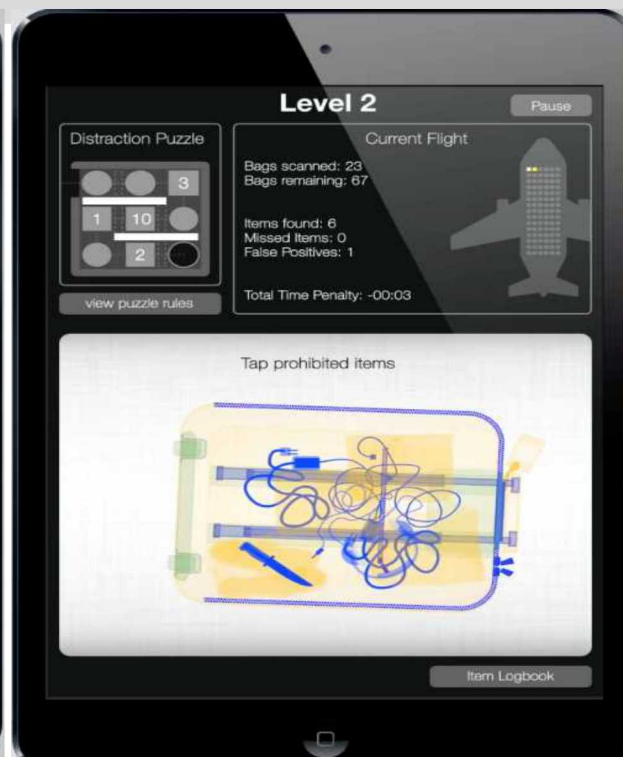 Level 2
Pause
Distraction Puzzle
3
1 10
2
view puzzle rules
Current Flight
Bags scanned: 23
Bags remaining: 67
Items found: 6
Missed Items: 0
False Positives: 1
Total Time Penalty: -00:03
Tap prohibited items
Item Logbook